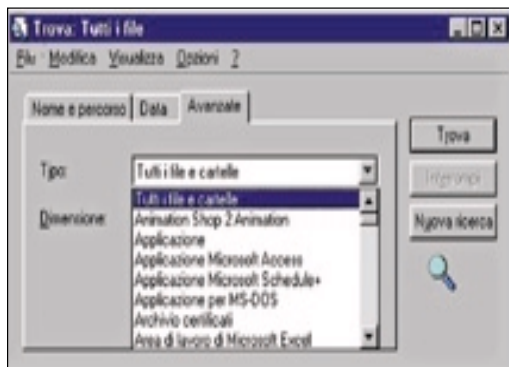 Trova: Tutti i file
File Modifica Visualizza Opzioni ?
Nome e percorso Data Avanzate
Trova
Tipo: Tutti i file e cartelle
Interrompi
Tutti i file e cartelle
Dimensione: Animation Shop 2 Animation
Nuova ricerca
Applicazione
Applicazione Microsoft Access
Applicazione Microsoft Schedule+
Applicazione per MS-DOS
Archivio certificati
Area di lavoro di Microsoft Excel